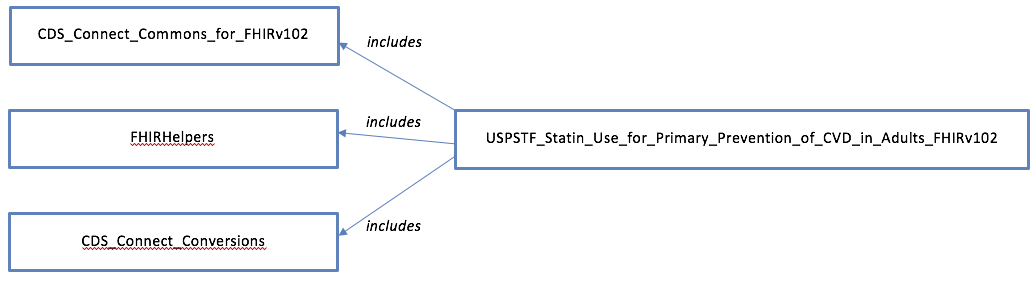 CDS_Connect_Commons_for_FHIRv102
includes
includes
FHIRHelpers
USPSTF_Statin_Use_for_Primary_Prevention_of_CVD_in_Adults_FHIRv102
includes
CDS_Connect_Conversions